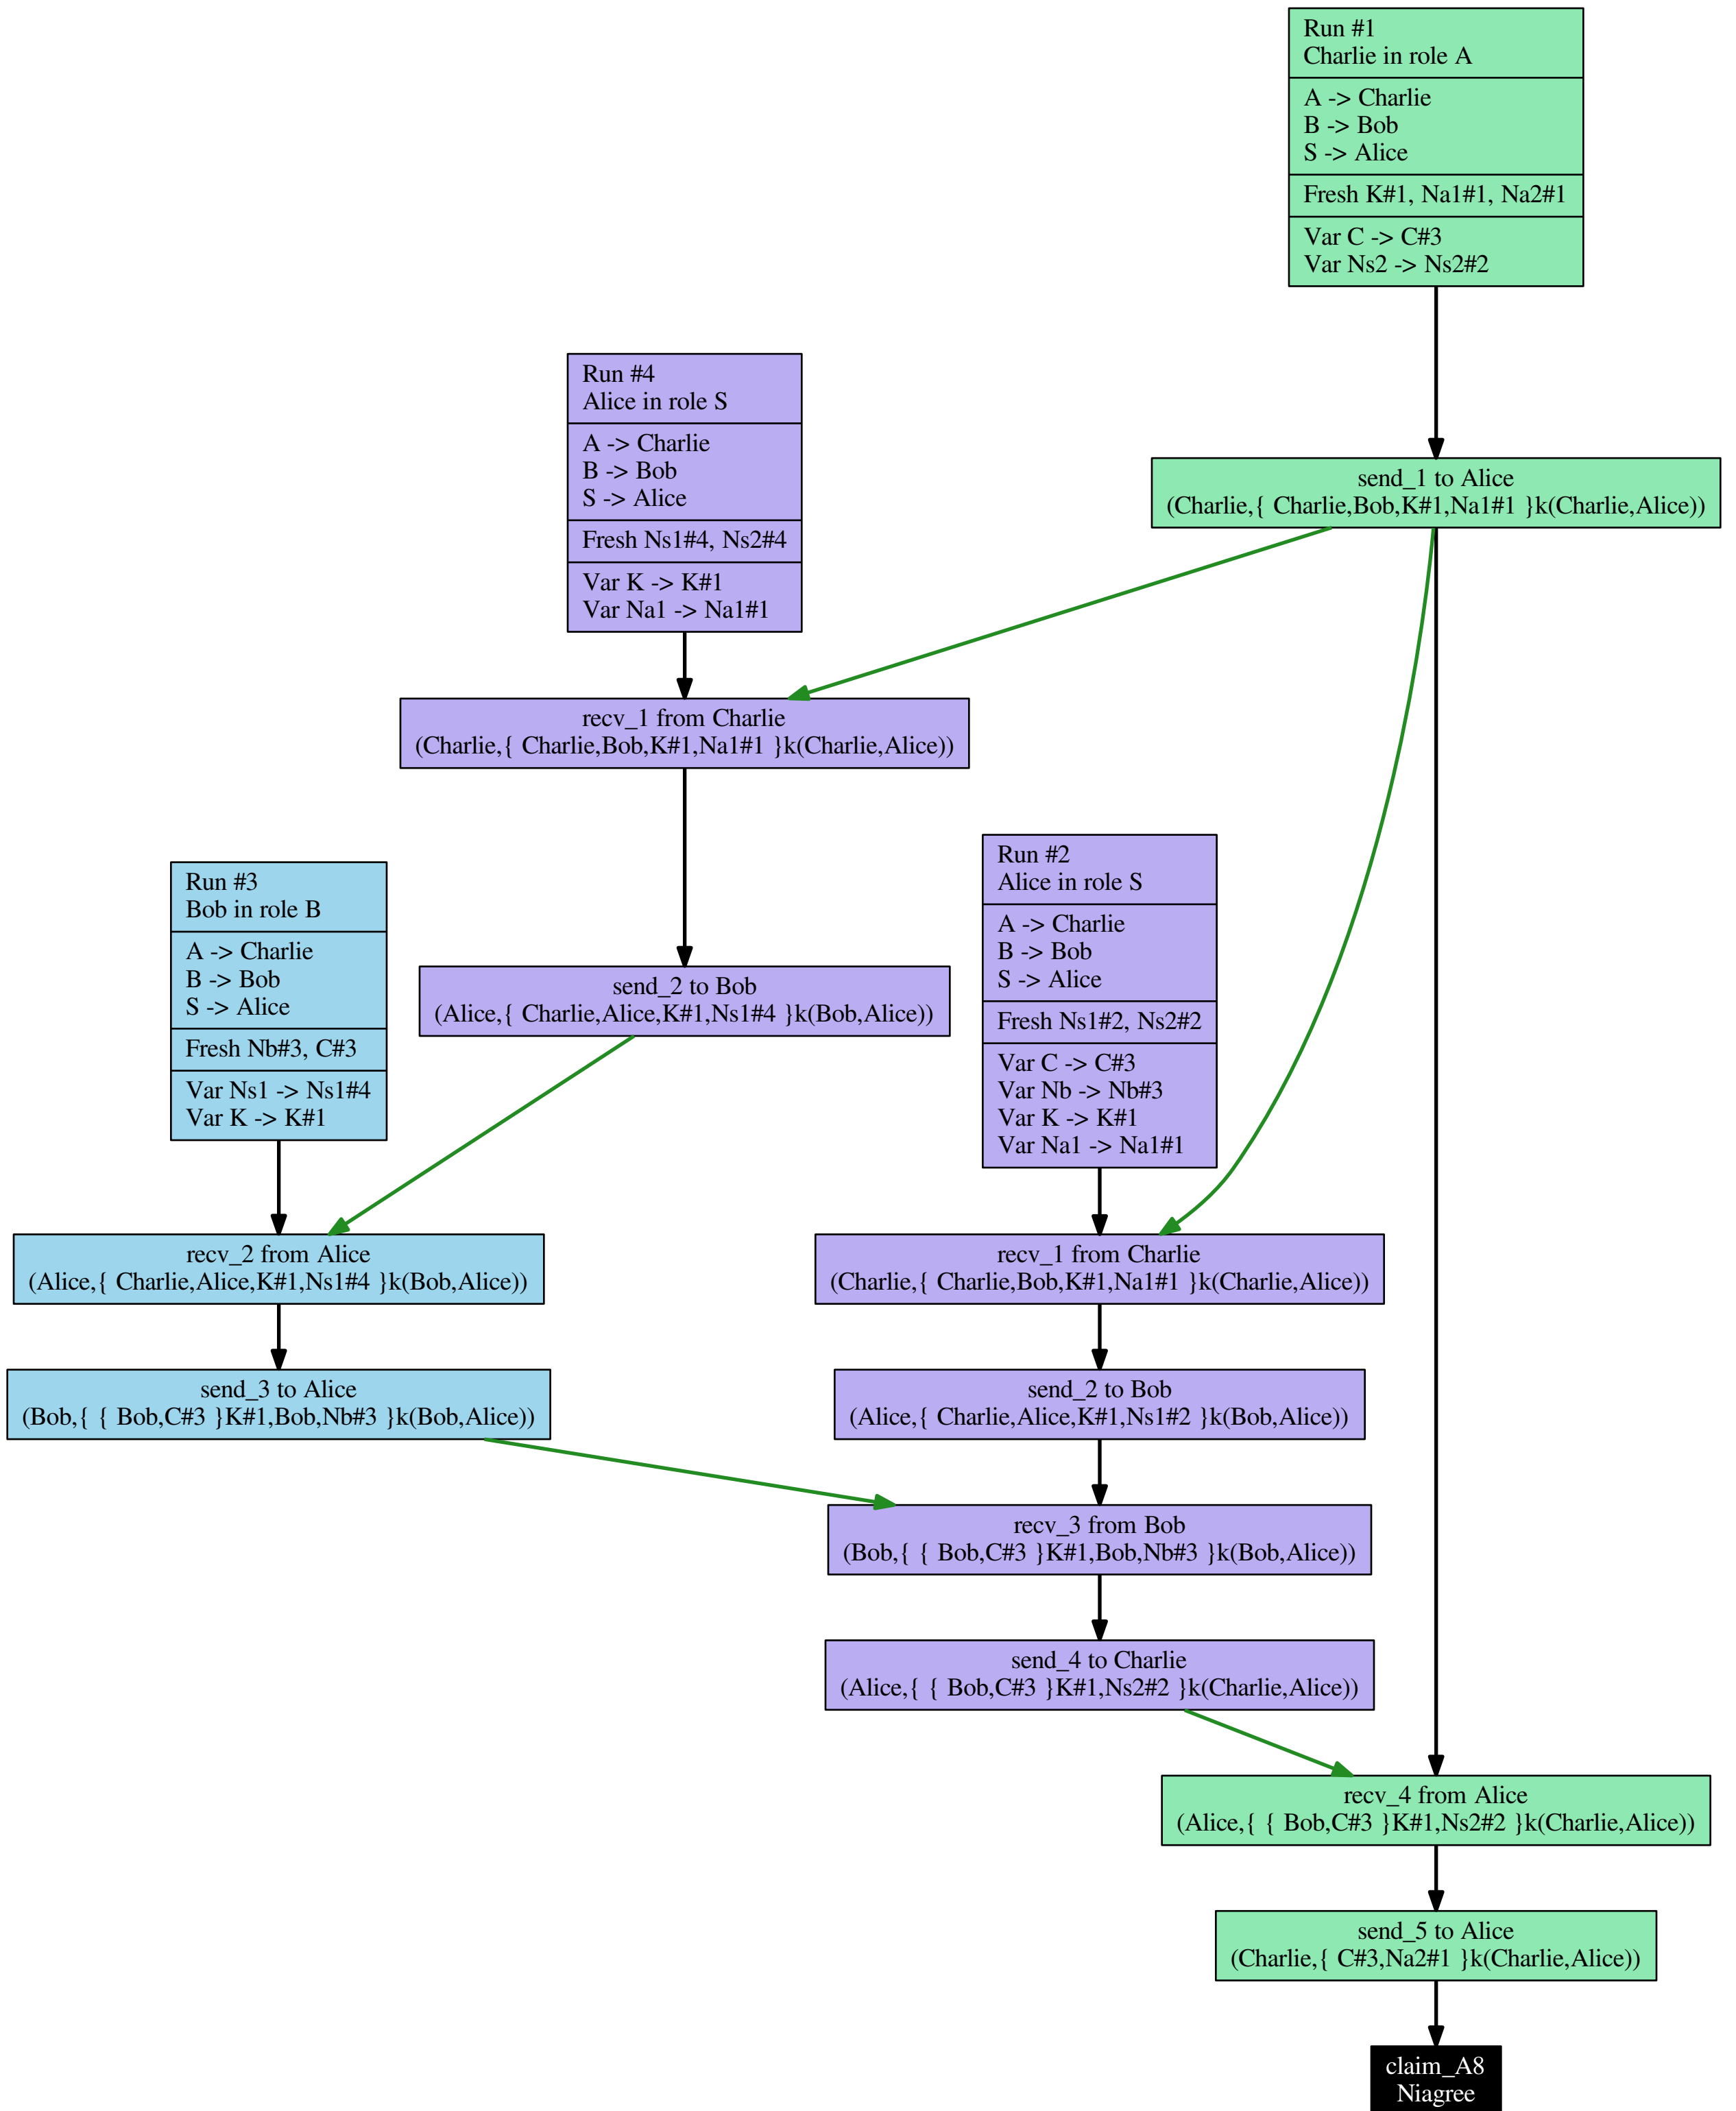 Run #1
Charlie in role A
A -> Charlie
B -> Bob
S -> Alice
Fresh K#1, Na1#1, Na2#1
Var C -> C#3
Var Ns2 -> Ns2#2
Run #4
Alice in role S
A -> Charlie
B -> Bob
S -> Alice
Fresh Ns1#4, Ns2#4
Var K -> K#1
Var Na1 -> Na1#1
send_1 to Alice
(Charlie,{ Charlie,Bob,K#1,Na1#1 }k(Charlie,Alice))
recv_1 from Charlie
(Charlie,{ Charlie,Bob,K#1,Na1#1 }k(Charlie,Alice))
Run #3
Bob in role B
A -> Charlie
B -> Bob
S -> Alice
Fresh Nb#3, C#3
Var Ns1 -> Ns1#4
Var K -> K#1
Run #2
Alice in role S
A -> Charlie
B -> Bob
S -> Alice
Fresh Ns1#2, Ns2#2
Var C -> C#3
Var Nb -> Nb#3
Var K -> K#1
Var Na1 -> Na1#1
send_2 to Bob
(Alice,{ Charlie,Alice,K#1,Ns1#4 }k(Bob,Alice))
recv_2 from Alice
(Alice,{ Charlie,Alice,K#1,Ns1#4 }k(Bob,Alice))
recv_1 from Charlie
(Charlie,{ Charlie,Bob,K#1,Na1#1 }k(Charlie,Alice))
send_3 to Alice
(Bob,{ { Bob,C#3 }K#1,Bob,Nb#3 }k(Bob,Alice))
send_2 to Bob
(Alice,{ Charlie,Alice,K#1,Ns1#2 }k(Bob,Alice))
recv_3 from Bob
(Bob,{ { Bob,C#3 }K#1,Bob,Nb#3 }k(Bob,Alice))
send_4 to Charlie
(Alice,{ { Bob,C#3 }K#1,Ns2#2 }k(Charlie,Alice))
recv_4 from Alice
(Alice,{ { Bob,C#3 }K#1,Ns2#2 }k(Charlie,Alice))
send_5 to Alice
(Charlie,{ C#3,Na2#1 }k(Charlie,Alice))
claim_A8
Niagree